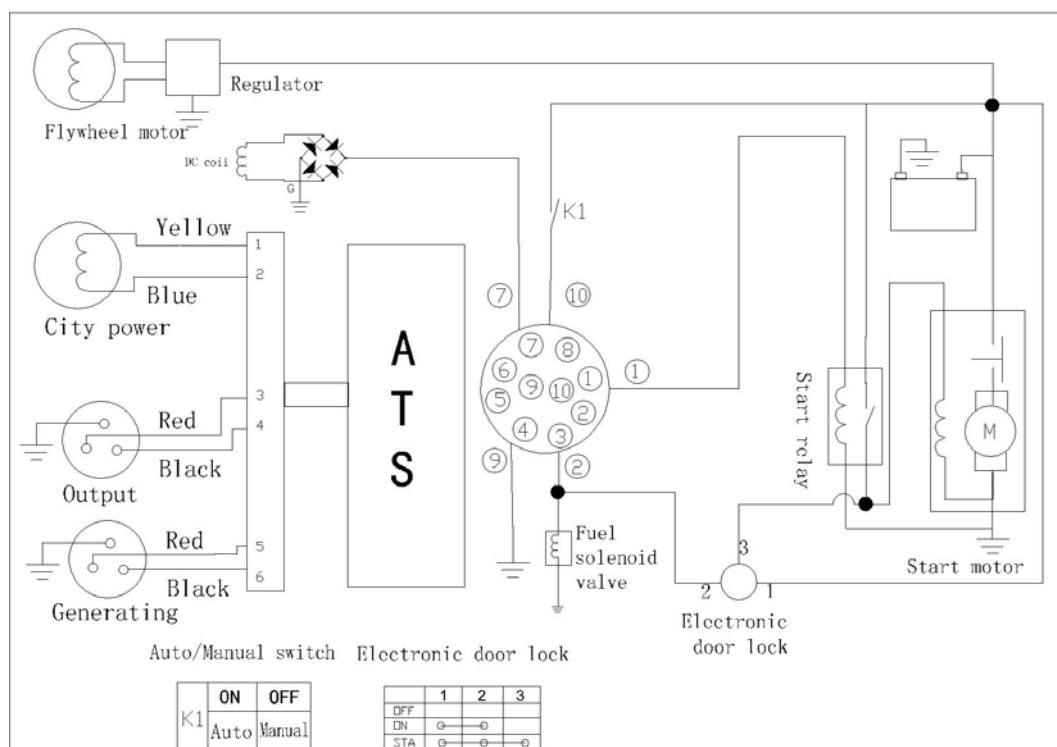 Regulator
Flywheel motor
DC coil
G
K1
Yellow
1
2
Blue
City power
7
10
A
T
S
7
8
6
1
1
9
10
5
2
4
3
9
2
Red
3
4
Black
Output
Start relay
M
Red
5
6
Black
Generating
Fuel
solenoid
valve
3
2
1
Start motor
Electronic
door lock
Auto/Manual switch
Electronic door lock
K1
ON
OFF
Auto
Manual
1
2
3
OFF
ON
STA